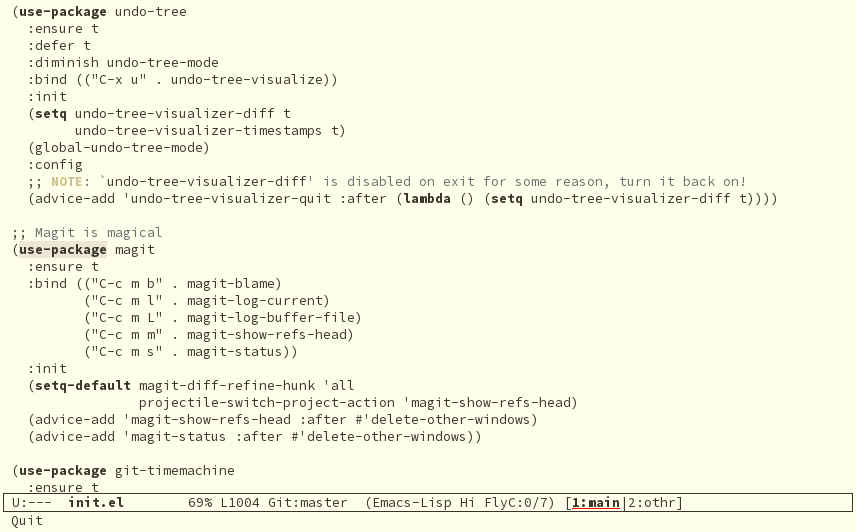 (use-package undo-tree
  :ensure t
  :defer t
  :diminish undo-tree-mode
  :bind (("C-x u" . undo-tree-visualize))
  :init
  (setq undo-tree-visualizer-diff t
        undo-tree-visualizer-timestamps t)
  (global-undo-tree-mode)
  :config
  ;; NOTE: `undo-tree-visualizer-diff' is disabled on exit for some reason, turn it back on!
  (advice-add 'undo-tree-visualizer-quit :after (lambda () (setq undo-tree-visualizer-diff t))))

;; Magit is magical
(use-package magit
  :ensure t
  :bind (("C-c m b" . magit-blame)
         ("C-c m l" . magit-log-current)
         ("C-c m L" . magit-log-buffer-file)
         ("C-c m m" . magit-show-refs-head)
         ("C-c m s" . magit-status))
  :init
  (setq-default magit-diff-refine-hunk 'all
                projectile-switch-project-action 'magit-show-refs-head)
  (advice-add 'magit-show-refs-head :after #'delete-other-windows)
  (advice-add 'magit-status :after #'delete-other-windows))

(use-package git-timemachine
  :ensure t
U:---  init.el        69% L1004 Git:master  (Emacs-Lisp Hi FlyC:0/7) [1:main|2:othr]
Quit